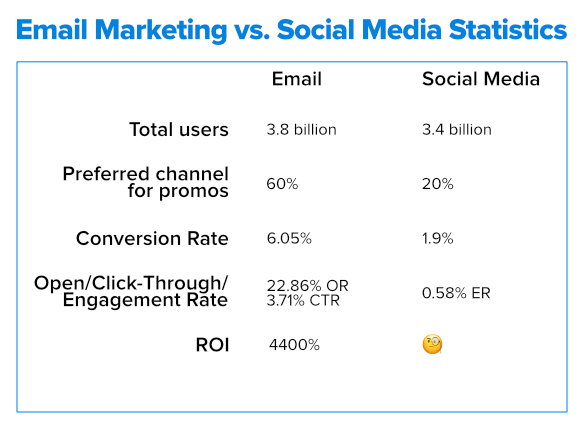 Email Marketing vs. Social Media Statistics
Email Social Media
Total users 3.8 billion 3.4 billion
Preferred channel
for promos 60% 20%
Conversion Rate 6.05% 1.9%
Open/Click-Through/
Engagement Rate 22.86% OR
3.71% CTR 0.58% ER
ROI 4400% 🧐